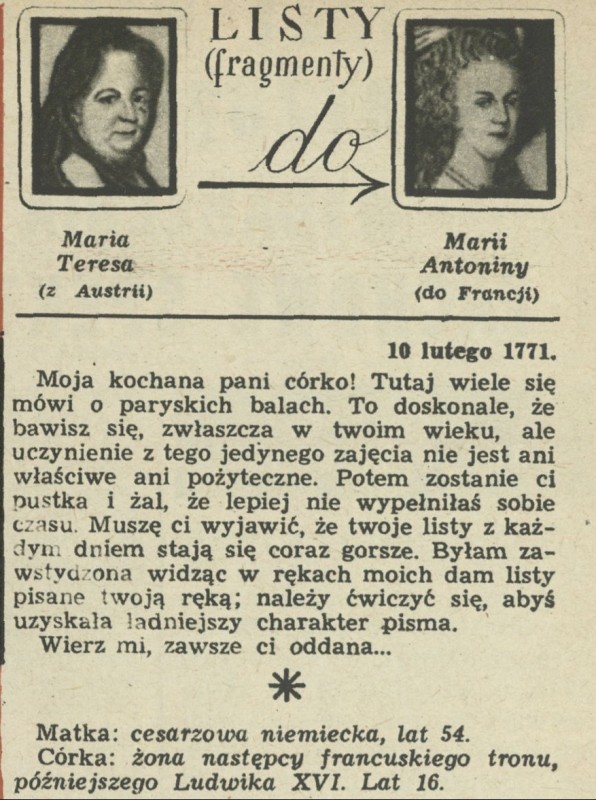 LISTY
(fragmenty)
do
Maria
Teresa
(z Austrii)
Marii
Antoniny
(do Francji)
10 lutego 1771.
Moja kochana pani córko! Tutaj wiele się
mówi o paryskich balach. To doskonale, że
bawisz się, zwłaszcza w twoim wieku, ale
uczynienie z tego jedynego zajęcia nie jest ani
właściwe ani pożyteczne. Potem zostanie ci
pustka i żal, że lepiej nie wypełniłaś sobie
czasu. Muszę ci wyjawić, że twoje listy z każ-
dym dniem stają się coraz gorsze. Byłam za-
wstydzona widząc w rękach moich dam listy
pisane twoją ręką; należy ćwiczyć się, abyś
uzyskała ładniejszy charakter pisma.
Wierz mi, zawsze ci oddana...
Matka: cesarzowa niemiecka, lat 54.
Córka: żona następcy francuskiego tronu,
późniejszego Ludwika XVI. Lat 16.